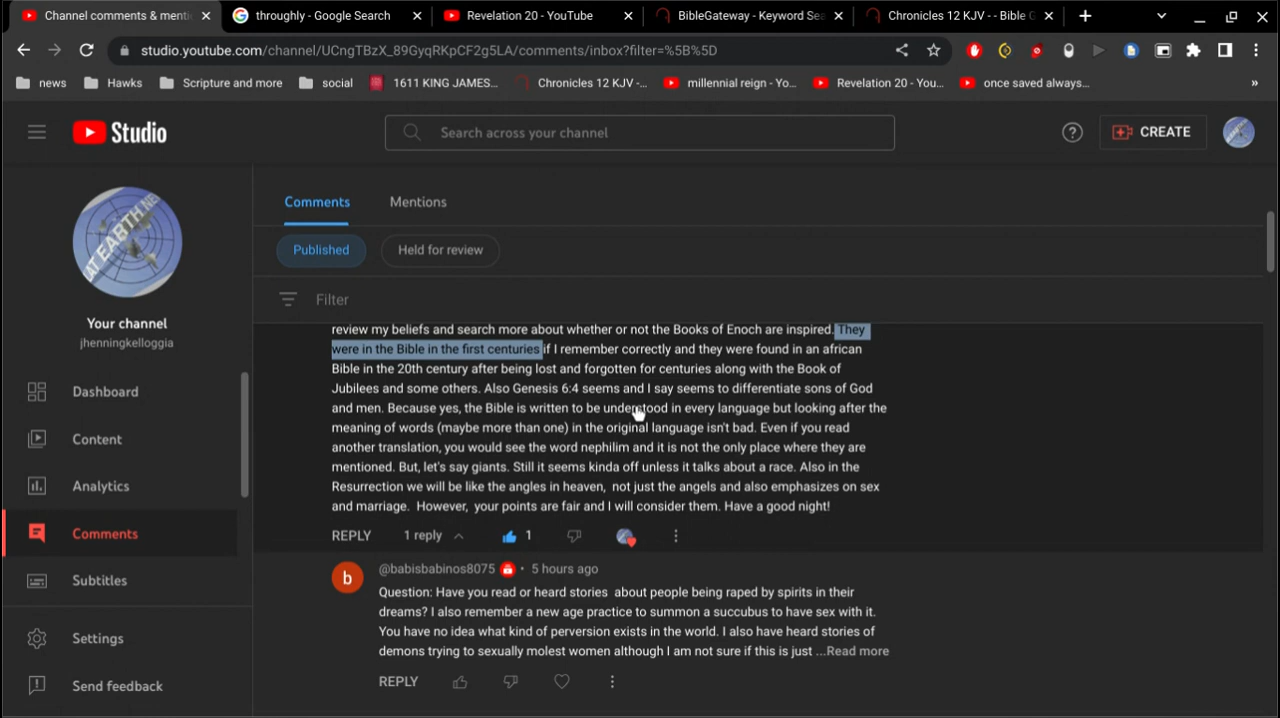 Channel comments & menti
throughly - Google Search
Revelation 20 - YouTube
BibleGateway - Keyword Sea
Chronicles 12 KJV - - Bible G
studio.youtube.com/channel/UCngTBzX_89GyqRKpCF2g5LA/comments/inbox?filter=%5B%5D
news
Hawks
Scripture and more
social
1611 KING JAMES...
Chronicles 12 KJV -...
millennial reign - Yo...
Revelation 20 - You...
once saved always...
»
Studio
Search across your channel
CREATE
Your channel
jhenningkelloggia
Dashboard
Content
Analytics
Comments
Subtitles
Settings
Send feedback
Comments
Mentions
Published
Held for review
Filter
review my beliefs and search more about whether or not the Books of Enoch are inspired. They
were in the Bible in the first centuries if I remember correctly and they were found in an african
Bible in the 20th century after being lost and forgotten for centuries along with the Book of
Jubilees and some others. Also Genesis 6:4 seems and I say seems to differentiate sons of God
and men. Because yes, the Bible is written to be understood in every language but looking after the
meaning of words (maybe more than one) in the original language isn't bad. Even if you read
another translation, you would see the word nephilim and it is not the only place where they are
mentioned. But, let's say giants. Still it seems kinda off unless it talks about a race. Also in the
Resurrection we will be like the angles in heaven, not just the angels and also emphasizes on sex
and marriage. However, your points are fair and I will consider them. Have a good night!
REPLY
1 reply
1
b
@babisbabinos8075
• 5 hours ago
Question: Have you read or heard stories about people being raped by spirits in their
dreams? I also remember a new age practice to summon a succubus to have sex with it.
You have no idea what kind of perversion exists in the world. I also have heard stories of
demons trying to sexually molest women although I am not sure if this is just ...Read more
REPLY